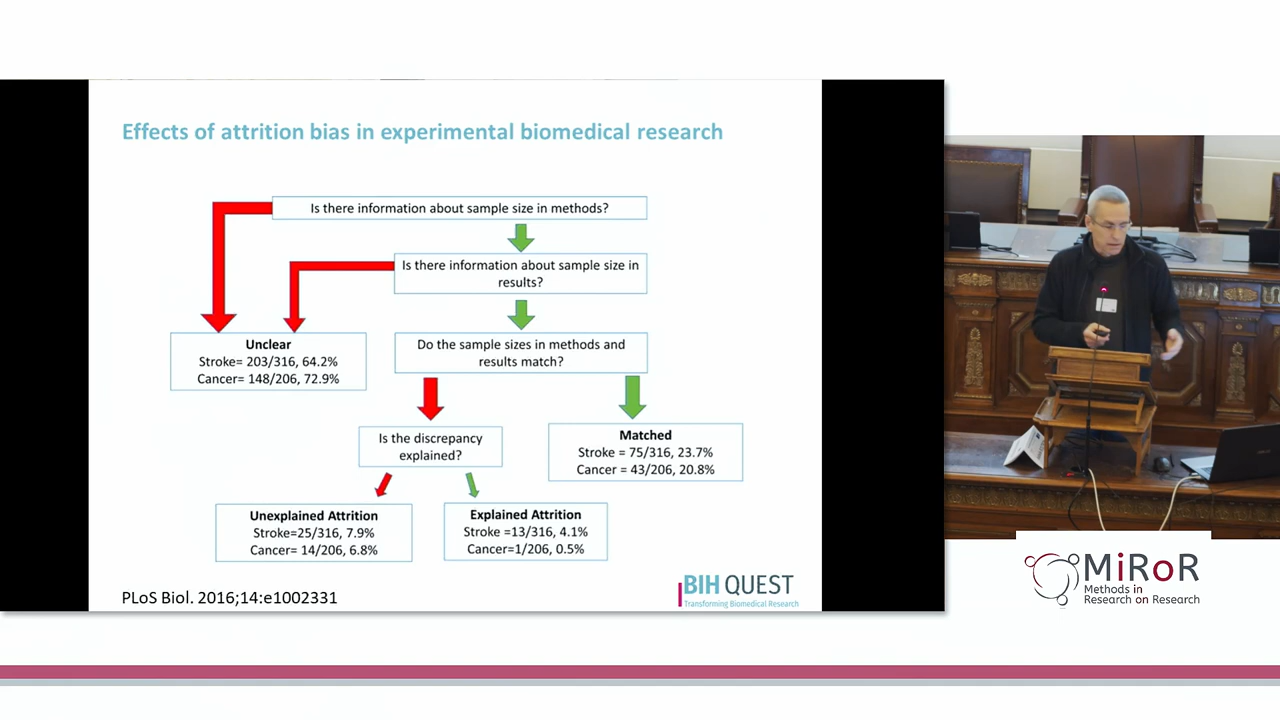 Effects of attrition bias in experimental biomedical research
Is there information about sample size in methods?
Is there information about sample size in
results?
Unclear
Stroke= 203/316, 64.2%
Cancer= 148/206, 72.9%
Do the sample sizes in methods and
results match?
Is the discrepancy
explained?
Matched
Stroke = 75/316, 23.7%
Cancer = 43/206, 20.8%
Unexplained Attrition
Stroke=25/316, 7.9%
Cancer= 14/206, 6.8%
Explained Attrition
Stroke =13/316, 4.1%
Cancer=1/206, 0.5%
PLoS Biol. 2016;14:e1002331
BIH QUEST
Transforming Biomedical Research
MiRoR
Methods in
Research on Research